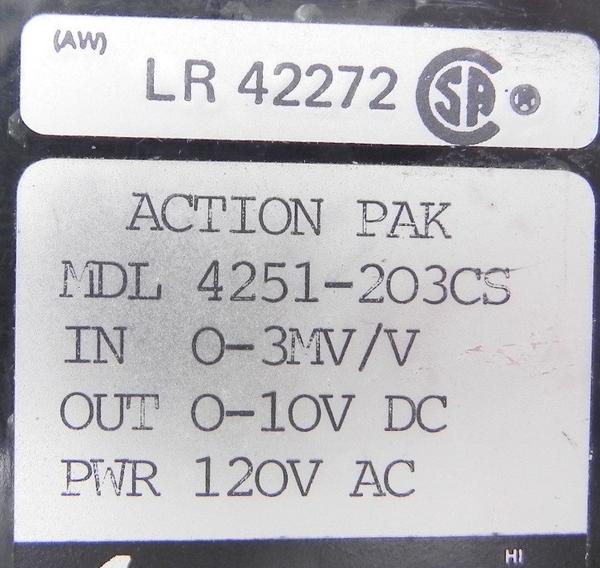 (AW)
LR 42272 CSA
ACTION PAK
MDL 4251-203CS
IN 0-3MV/V
OUT 0-10V DC
PWR 120V AC
HI